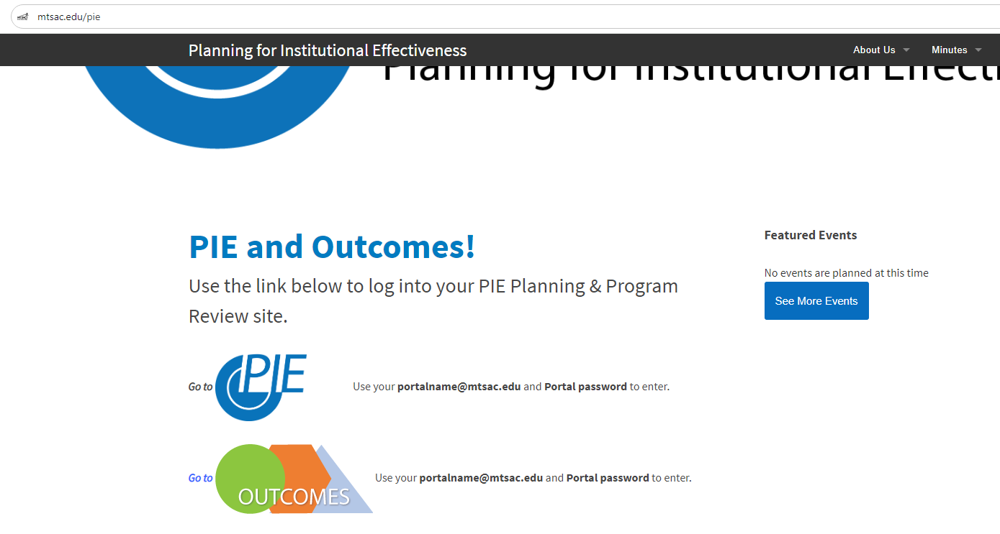 mtsac.edu/pie
Planning for Institutional Effectiveness
About Us
Minutes
Planning for Institutional Effecti
PIE and Outcomes!
Use the link below to log into your PIE Planning & Program
Review site.
Featured Events
No events are planned at this time
See More Events
Go to PIE Use your portalname@mtsac.edu and Portal password to enter.
Go to OUTCOMES Use your portalname@mtsac.edu and Portal password to enter.